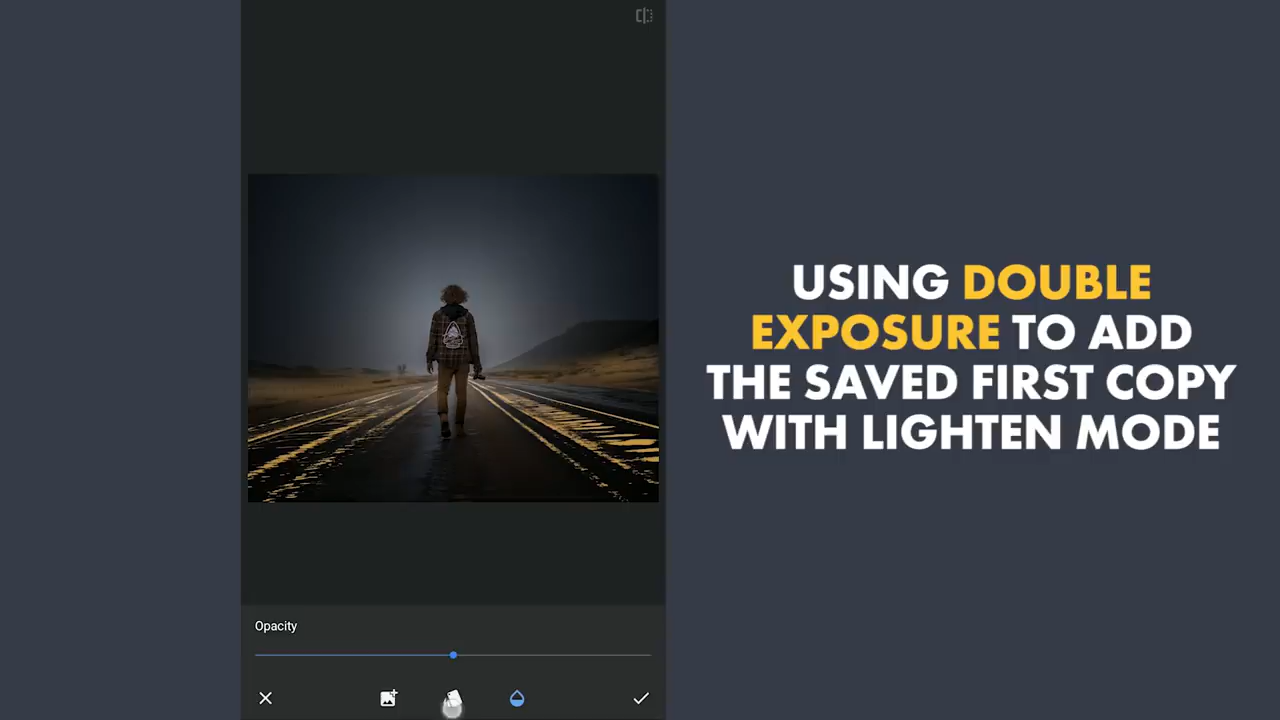 USING DOUBLE
EXPOSURE TO ADD
THE SAVED FIRST COPY
WITH LIGHTEN MODE
Opacity